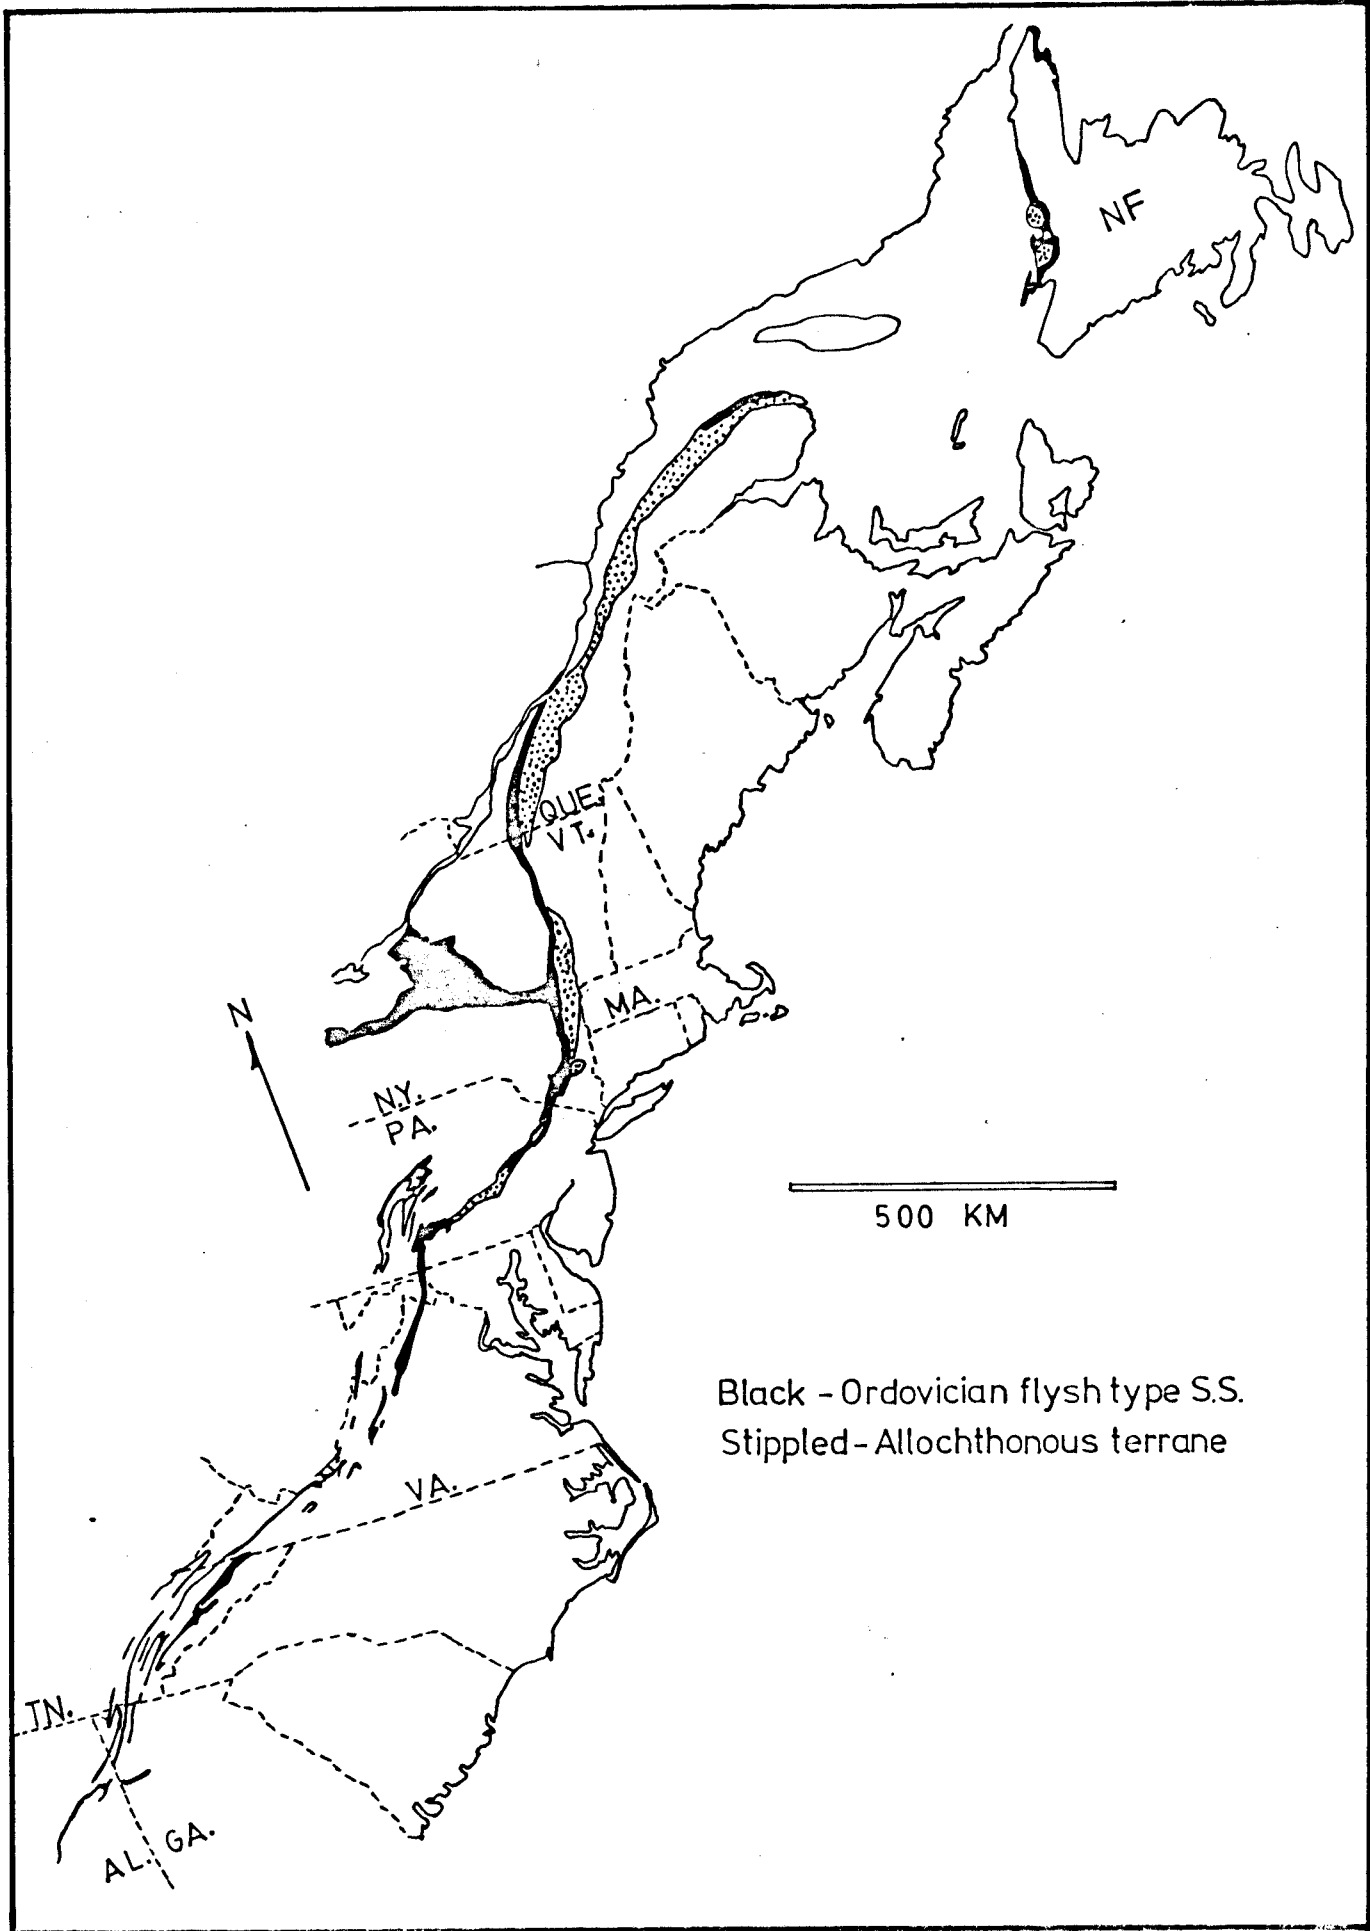 NF
QUE.
VT.
N
MA.
N.Y.
PA.
500 KM
Black - Ordovician flysh type S.S.
Stippled - Allochthonous terrane
VA.
TN.
GA.
AL.